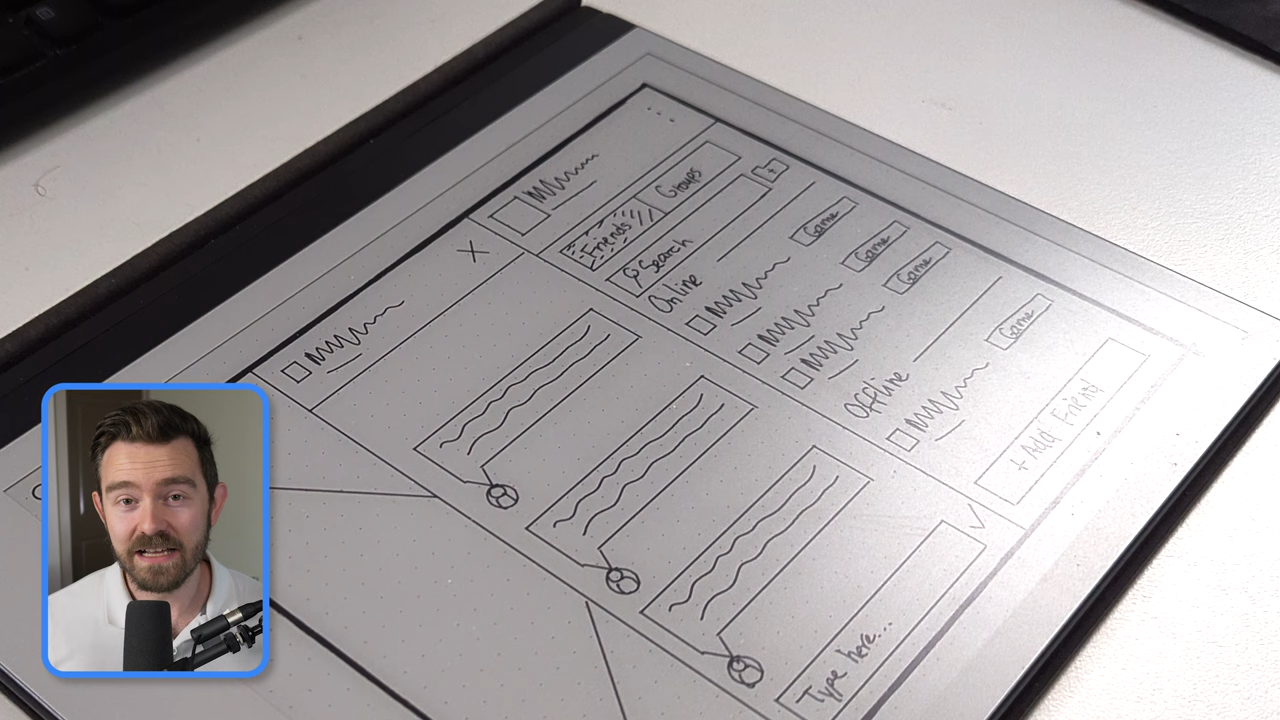 Friends
Groups
+
Search
Online
Game
Game
Game
Offline
Game
+ Add Friend
Type here...